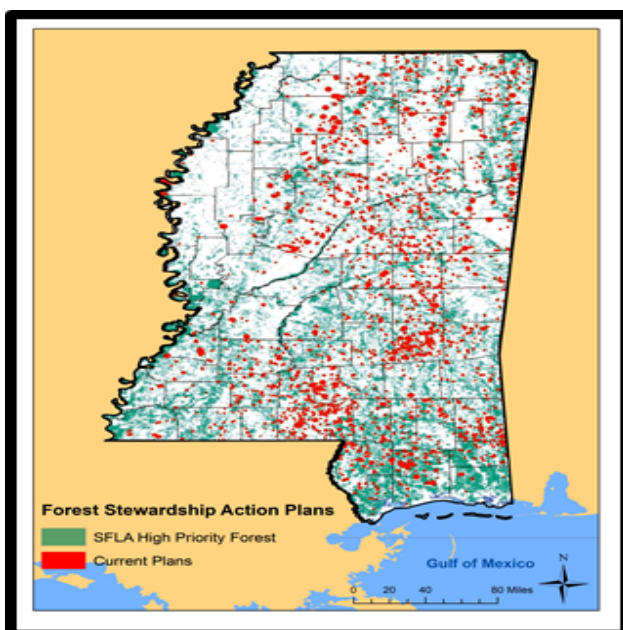 Forest Stewardship Action Plans
SFLA High Priority Forest
Current Plans
Gulf of Mexico
N
0 20 40 80 Miles